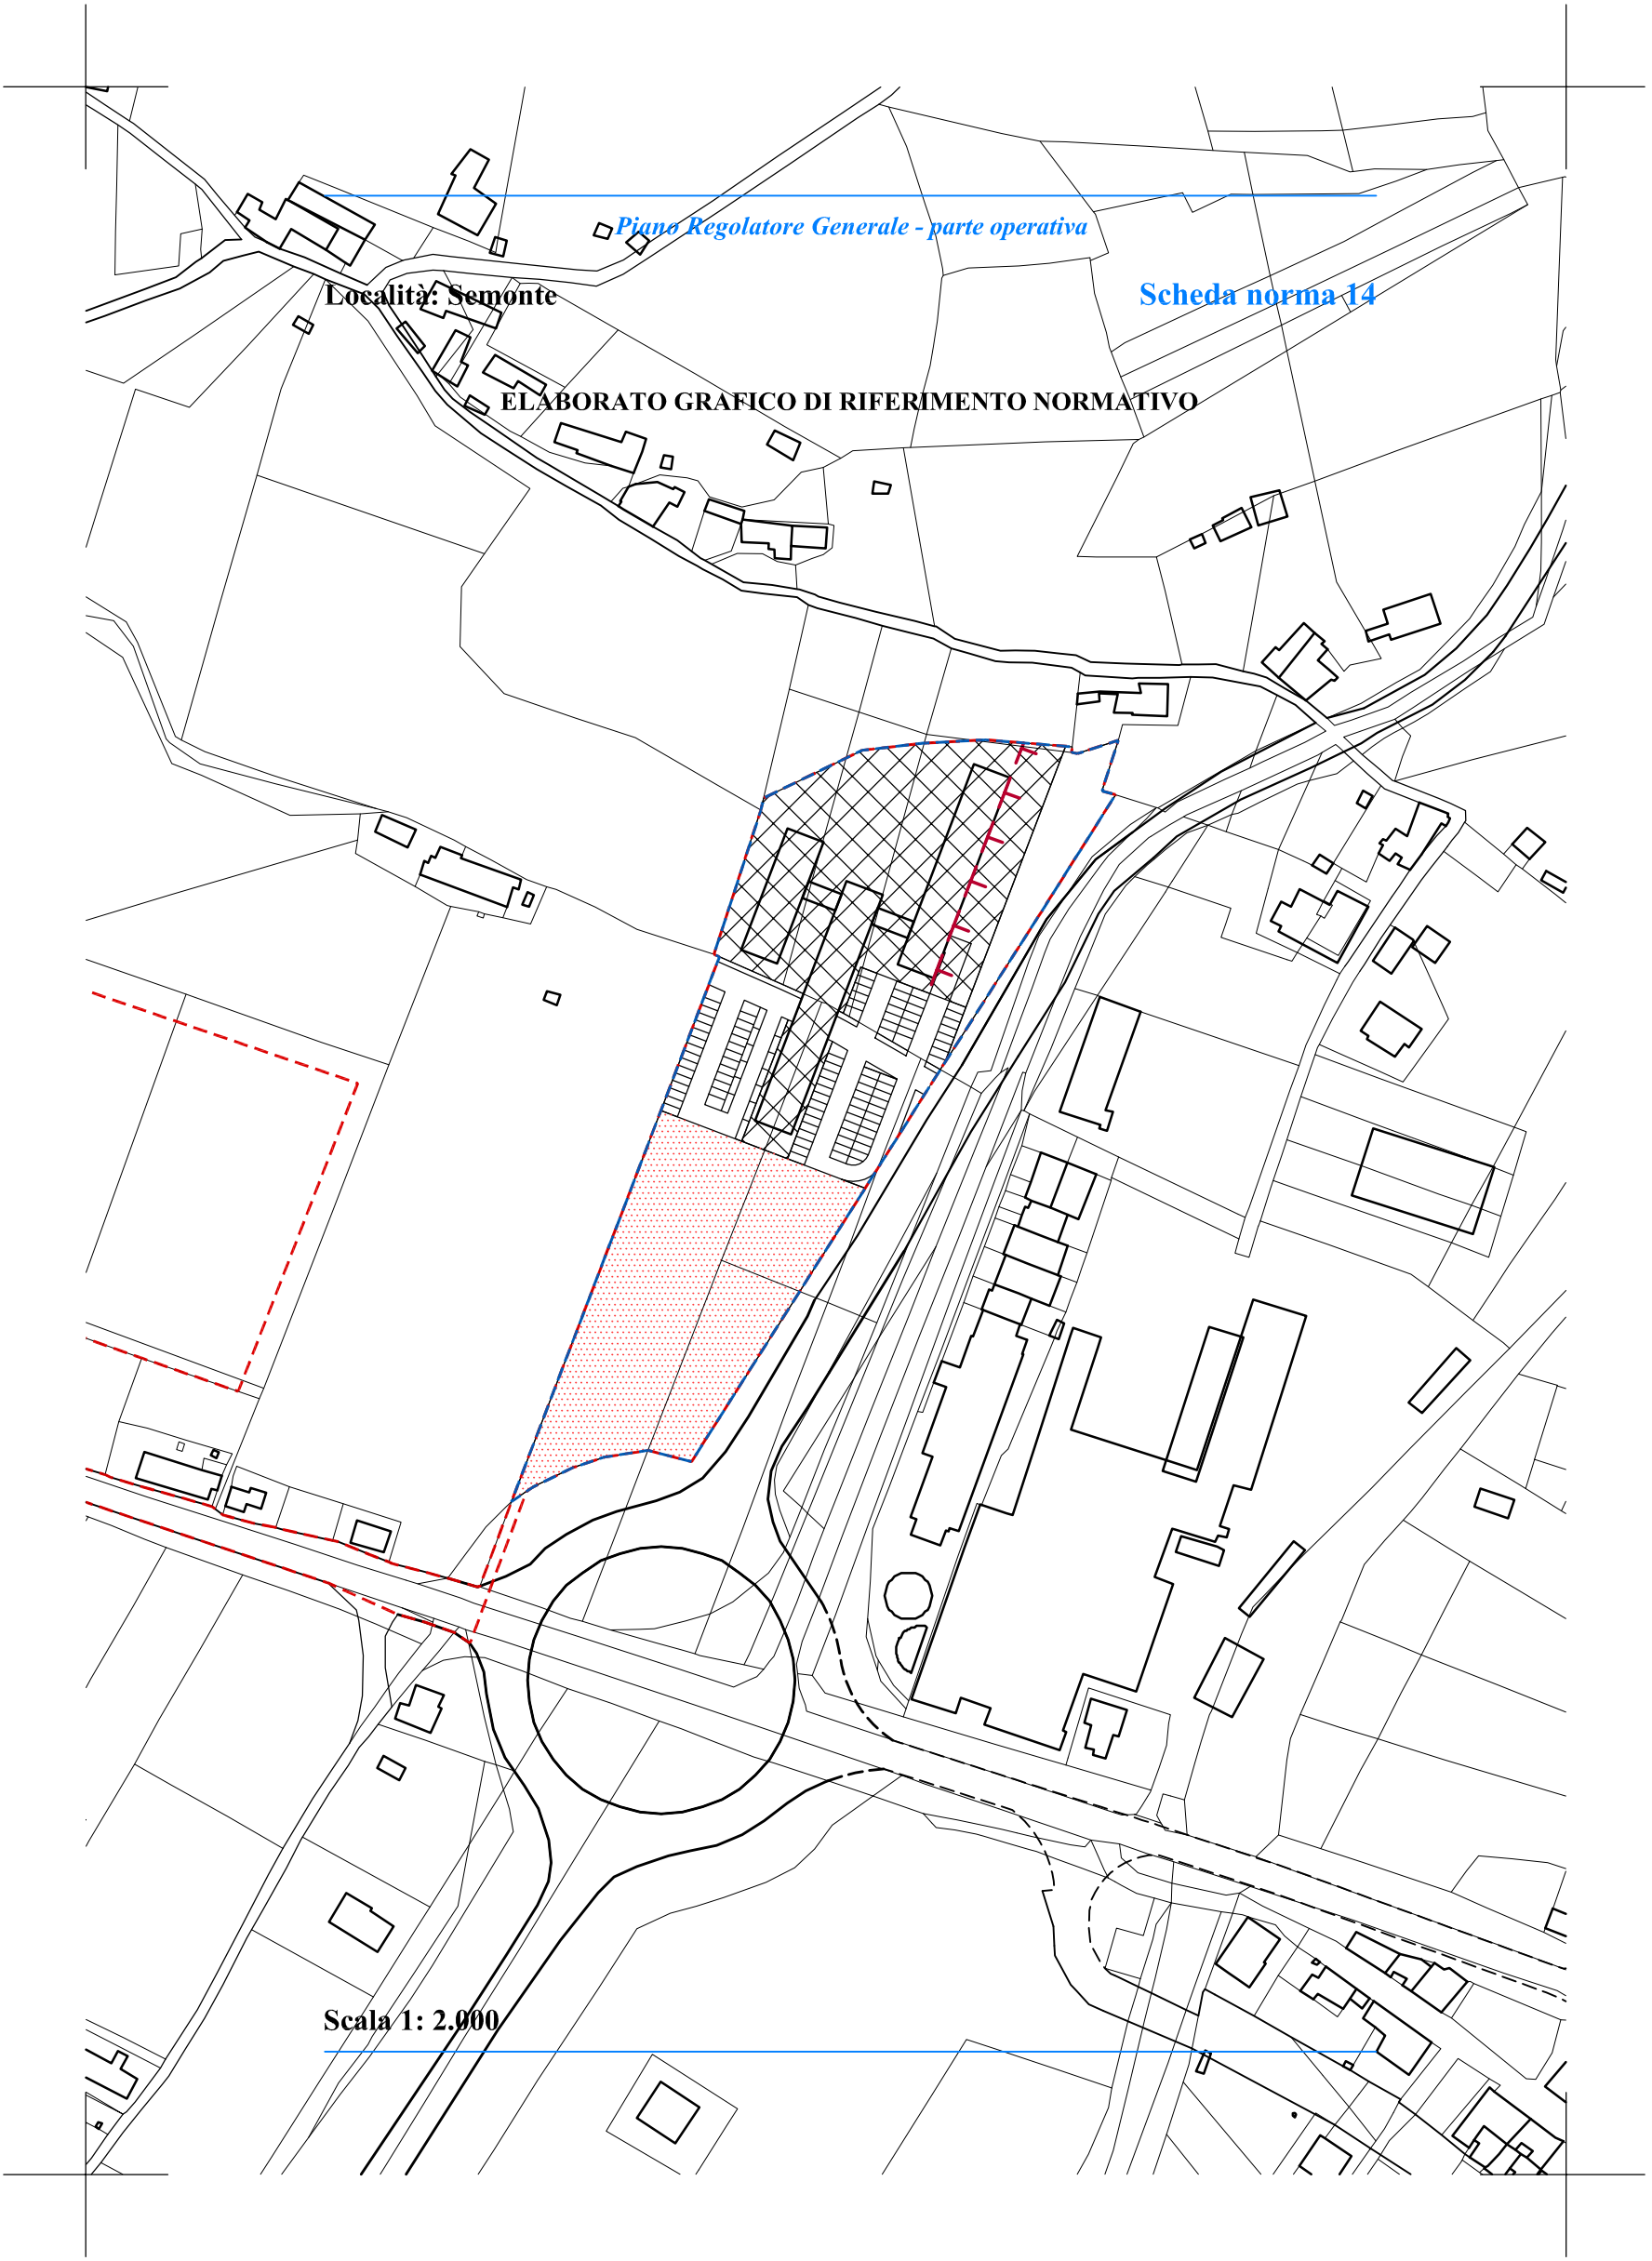 Piano Regolatore Generale - parte operativa
Località: Semonte
Scheda norma 14
ELABORATO GRAFICO DI RIFERIMENTO NORMATIVO
Scala 1: 2.000